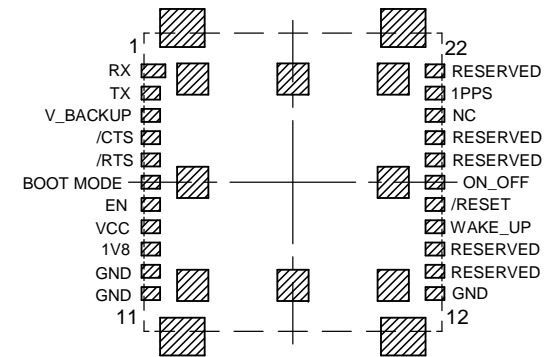 1
22
RX
RESERVED
TX
1PPS
V_BACKUP
NC
/CTS
RESERVED
/RTS
RESERVED
BOOT MODE
ON_OFF
EN
/RESET
VCC
WAKE_UP
1V8
RESERVED
GND
RESERVED
GND
GND
11
12